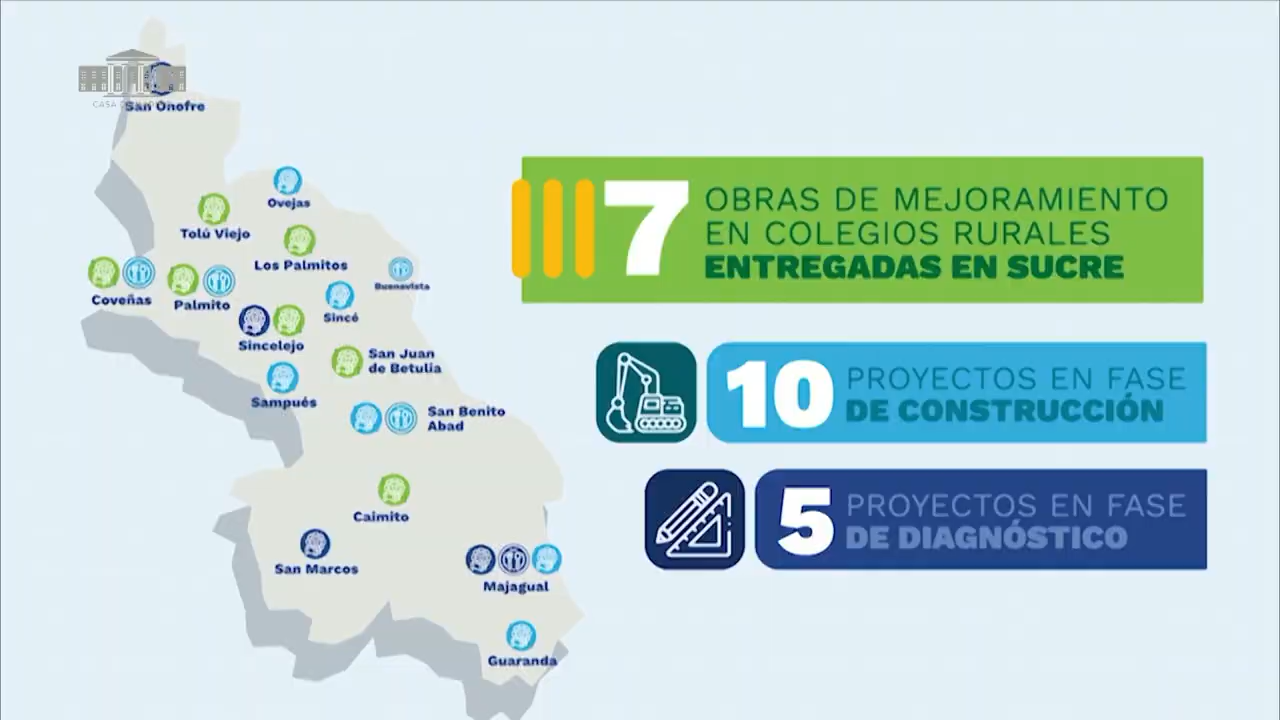 CASA
San Onofre
Ovejas
Tolú Viejo
Los Palmitos
Buenavista
Coveñas
Palmito
Sincé
Sincelejo
San Juan
de Betulia
Sampués
San Benito
Abad
Caimito
San Marcos
Majagual
Guaranda
7
OBRAS DE MEJORAMIENTO
EN COLEGIOS RURALES
ENTREGADAS EN SUCRE
10
PROYECTOS EN FASE
DE CONSTRUCCIÓN
5
PROYECTOS EN FASE
DE DIAGNÓSTICO